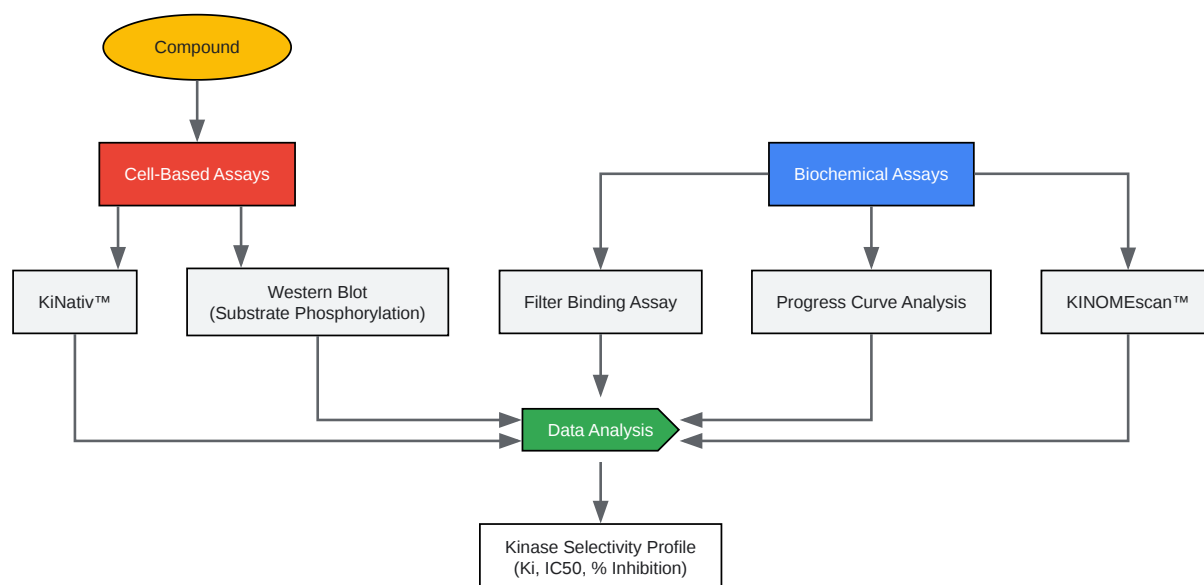 Compound
Cell-Based Assays
Biochemical Assays
KiNativ™
Western Blot
(Substrate Phosphorylation)
Filter Binding Assay
Progress Curve Analysis
KINOMEscan™
Data Analysis
Kinase Selectivity Profile
(Ki, IC50, % Inhibition)